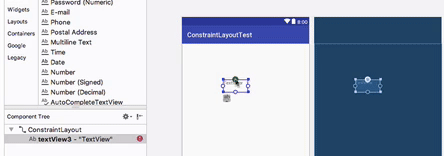 Password (Numeric)
Widgets
E-mail
Layouts
Phone
Containers
Postal Address
Google
Multiline Text
Legacy
Time
Date
Number
Number (Signed)
Number (Decimal)
AutoCompleteTextView
Component Tree
ConstraintLayout
Ab textView3 - "TextView"
8:00
ConstraintLayoutTest